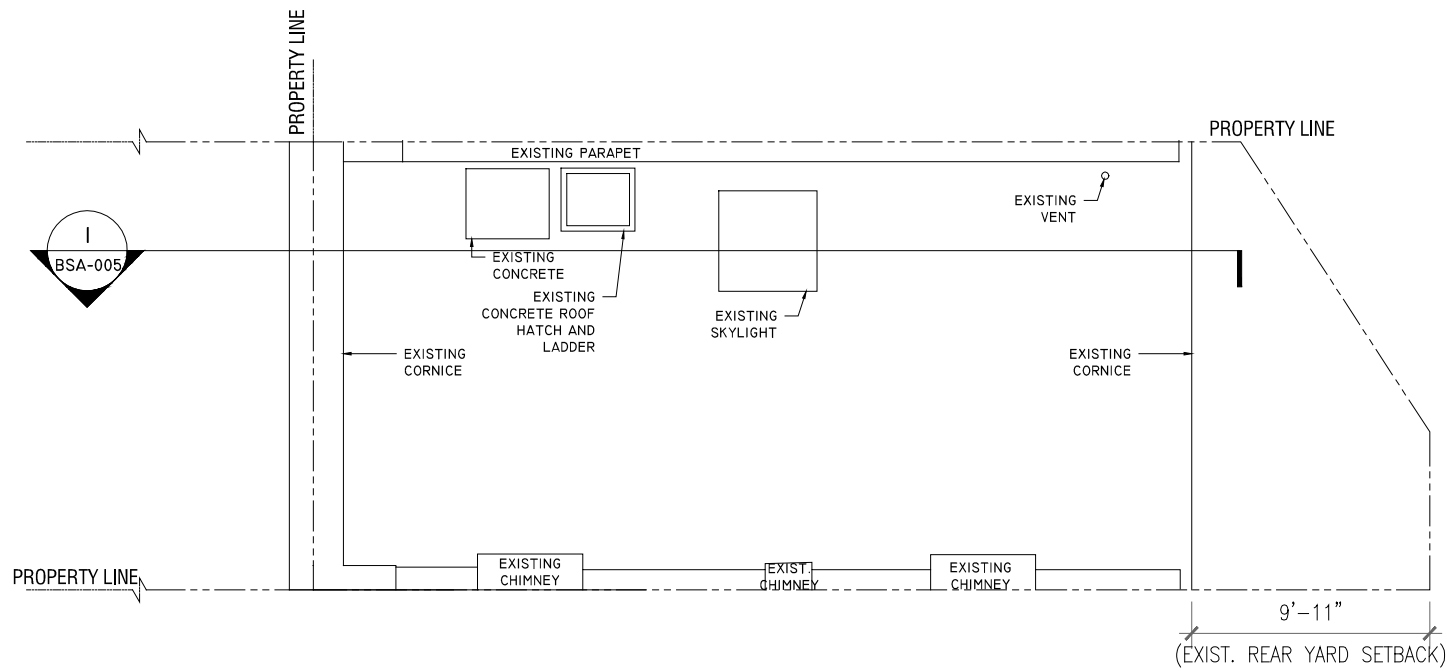 PROPERTY LINE
PROPERTY LINE
EXISTING PARAPET
EXISTING
VENT
I
BSA-005
EXISTING
CONCRETE
EXISTING
CONCRETE ROOF
HATCH AND
LADDER
EXISTING
SKYLIGHT
EXISTING
CORNICE
EXISTING
CORNICE
PROPERTY LINE
EXISTING
CHIMNEY
EXIST.
CHIMNEY
EXISTING
CHIMNEY
9'-11"
(EXIST. REAR YARD SETBACK)